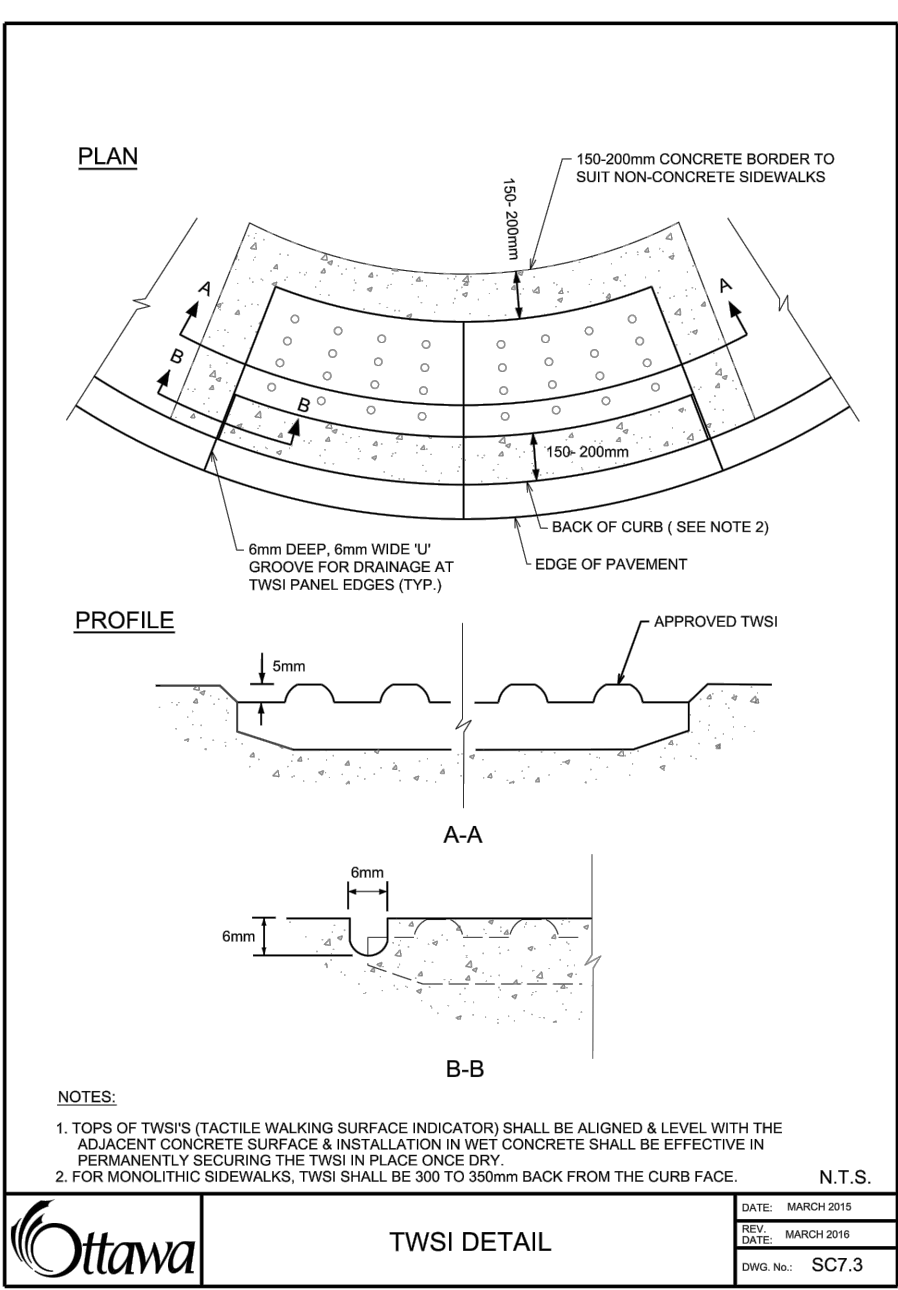 PLAN
150-200mm CONCRETE BORDER TO
SUIT NON-CONCRETE SIDEWALKS
150- 200mm
A
A
B
B
150- 200mm
BACK OF CURB ( SEE NOTE 2)
EDGE OF PAVEMENT
6mm DEEP, 6mm WIDE 'U'
GROOVE FOR DRAINAGE AT
TWSI PANEL EDGES (TYP.)
PROFILE
APPROVED TWSI
5mm
A-A
6mm
6mm
B-B
NOTES:
1. TOPS OF TWSI'S (TACTILE WALKING SURFACE INDICATOR) SHALL BE ALIGNED & LEVEL WITH THE
ADJACENT CONCRETE SURFACE & INSTALLATION IN WET CONCRETE SHALL BE EFFECTIVE IN
PERMANENTLY SECURING THE TWSI IN PLACE ONCE DRY.
2. FOR MONOLITHIC SIDEWALKS, TWSI SHALL BE 300 TO 350mm BACK FROM THE CURB FACE.
N.T.S.
Ottawa
TWSI DETAIL
DATE: MARCH 2015
REV. DATE: MARCH 2016
DWG. No.: SC7.3